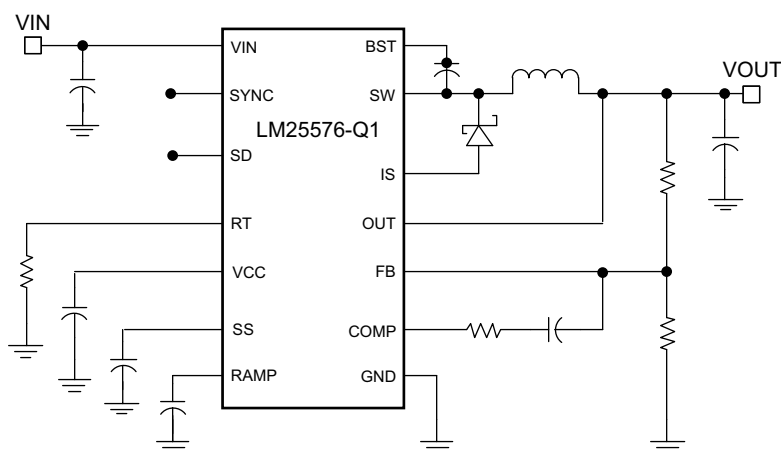 VIN
VIN
SYNC
SD
RT
VCC
SS
RAMP
LM25576-Q1
BST
SW
IS
OUT
FB
COMP
GND
VOUT